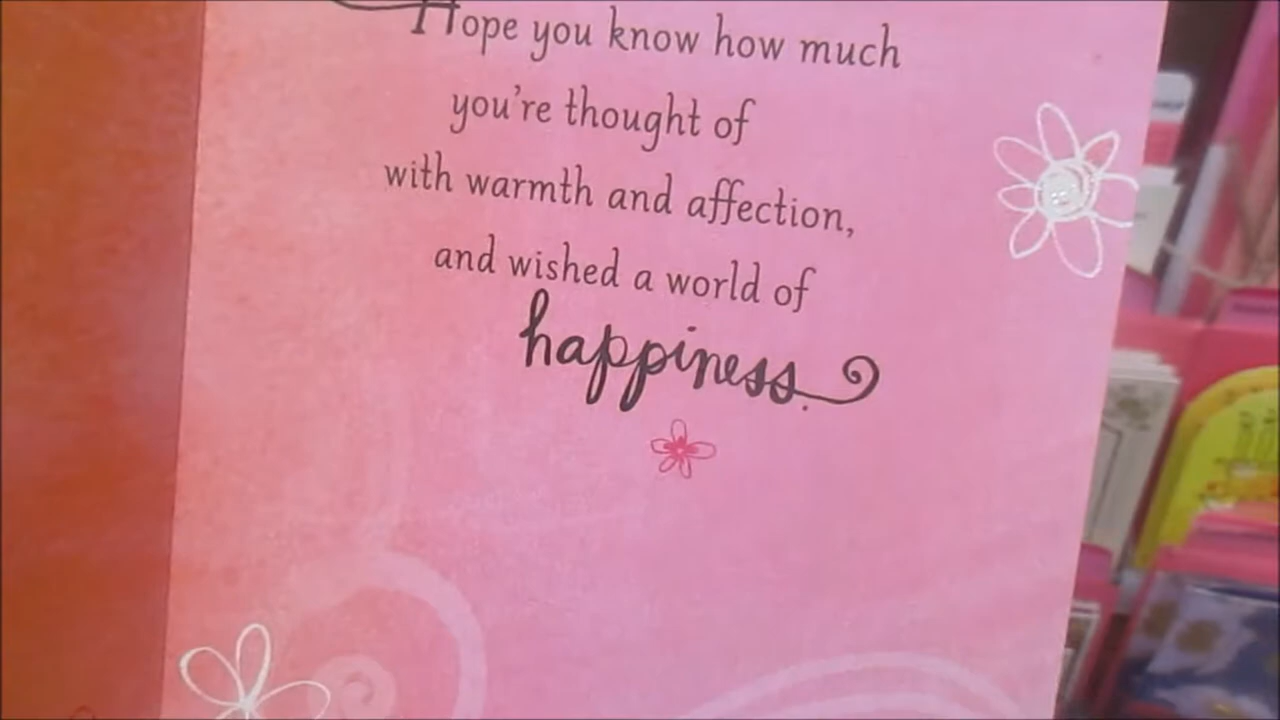 Hope you know how much
you're thought of
with warmth and affection,
and wished a world of
happiness.